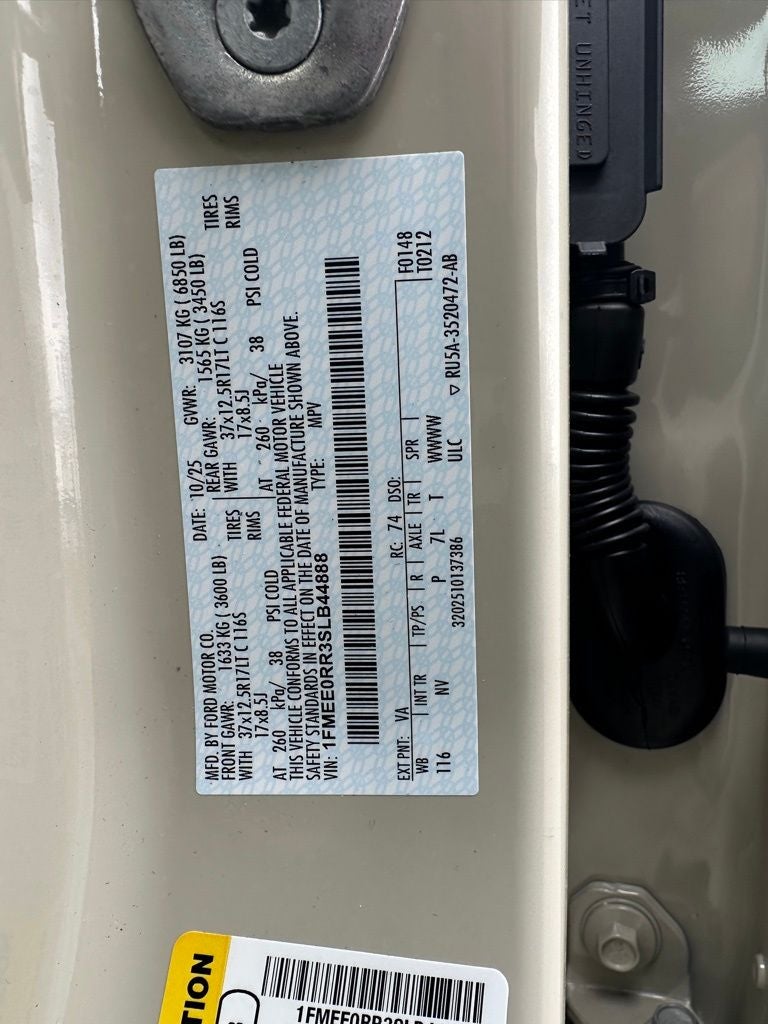 GET UNHINGED
MFD. BY FORD MOTOR CO. DATE: 10/25 GVWR: 3107 KG ( 6850 LB)
FRONT GAWR: 1633 KG ( 3600 LB) REAR GAWR: 1565 KG ( 3450 LB)
WITH 37x12.5R17LT C 116S TIRES WITH 37x12.5R17LT C 116S TIRES
17x8.5J RIMS 17x8.5J RIMS
AT 260 kPa/ 38 PSI COLD AT 260 kPa/ 38 PSI COLD
THIS VEHICLE CONFORMS TO ALL APPLICABLE FEDERAL MOTOR VEHICLE
SAFETY STANDARDS IN EFFECT ON THE DATE OF MANUFACTURE SHOWN ABOVE.
VIN: 1FMEE0RR3SLB44888 TYPE: MPV
EXT PNT: VA RC: 74 DSO: F0148
WB INT TR TP/PS R AXLE TR SPR T0212
116 NV P 7L T WWWW
3202510137386 ULC ▽ RU5A-3520472-AB
TION
1FMEE0RR3SLB